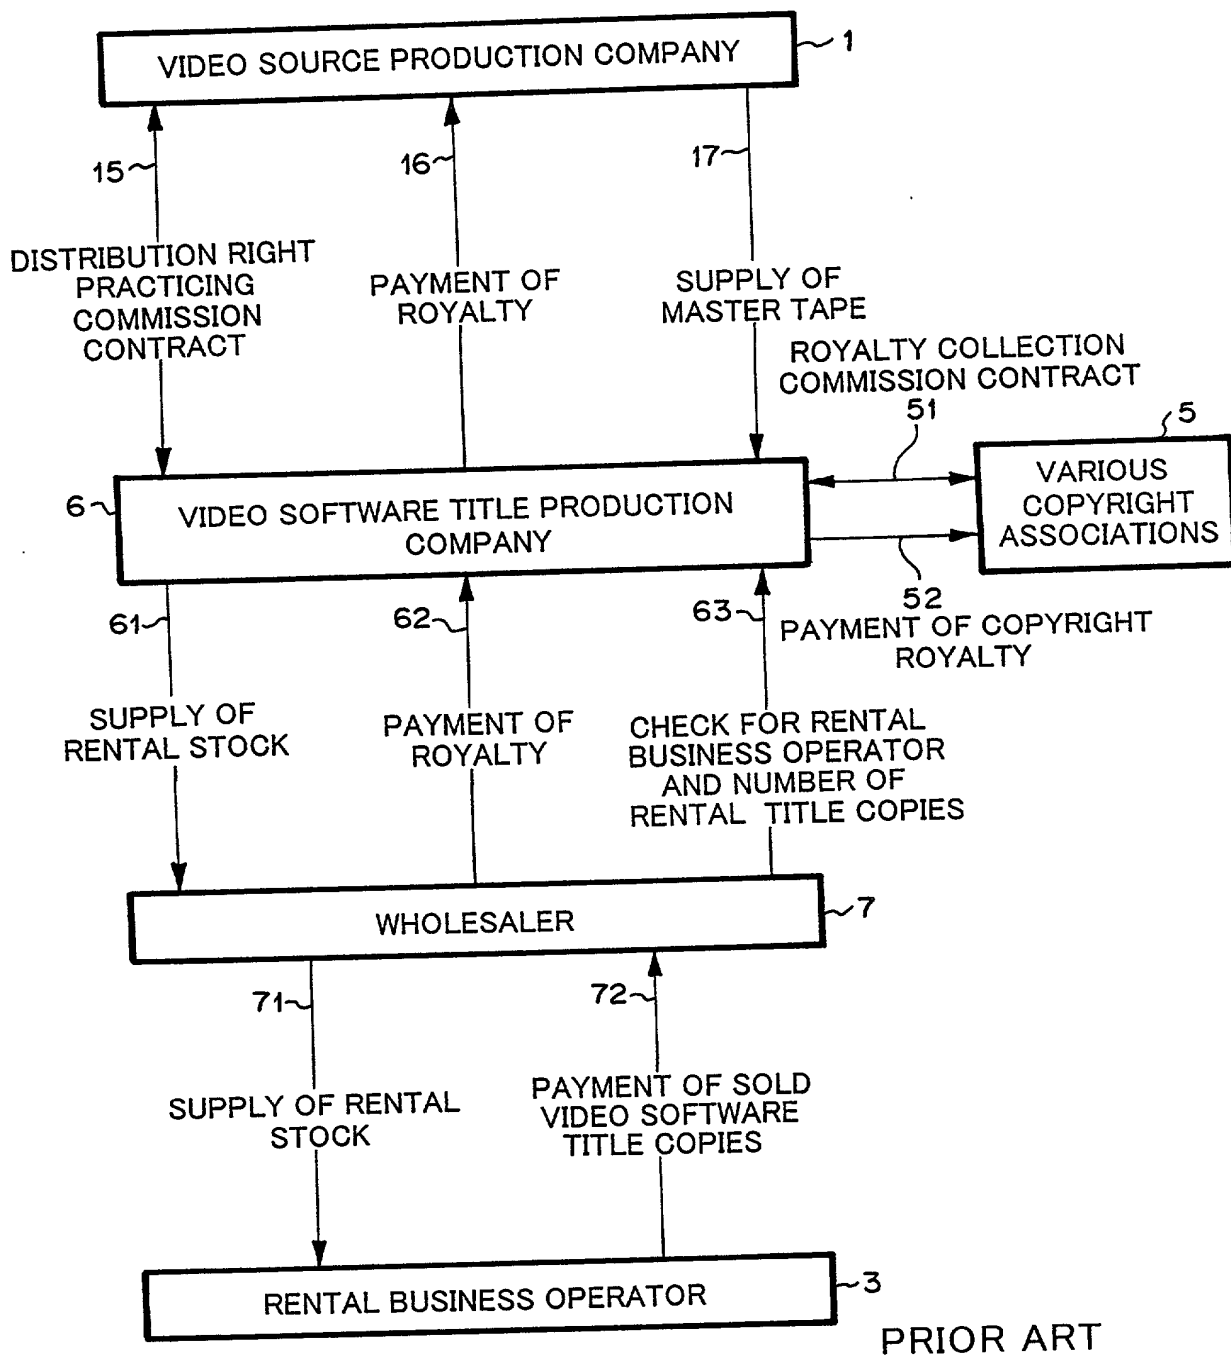 VIDEO SOURCE PRODUCTION COMPANY
1
15
16
17
DISTRIBUTION RIGHT
PRACTICING
COMMISSION
CONTRACT
PAYMENT OF
ROYALTY
SUPPLY OF
MASTER TAPE
ROYALTY COLLECTION
COMMISSION CONTRACT
51
5
VARIOUS
COPYRIGHT
ASSOCIATIONS
6
VIDEO SOFTWARE TITLE PRODUCTION
COMPANY
52
PAYMENT OF COPYRIGHT
ROYALTY
61
62
63
SUPPLY OF
RENTAL STOCK
PAYMENT OF
ROYALTY
CHECK FOR RENTAL
BUSINESS OPERATOR
AND NUMBER OF
RENTAL TITLE COPIES
WHOLESALER
7
71
72
SUPPLY OF RENTAL
STOCK
PAYMENT OF SOLD
VIDEO SOFTWARE
TITLE COPIES
RENTAL BUSINESS OPERATOR
3
PRIOR ART